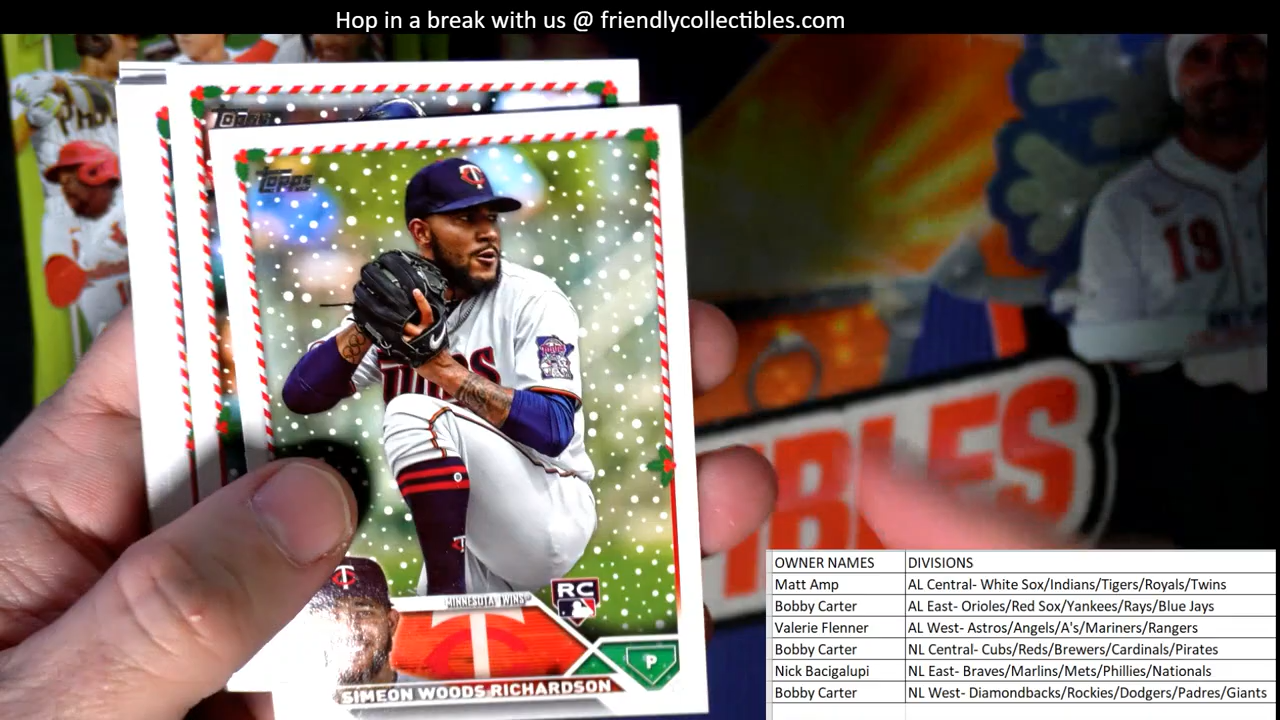 Hop in a break with us @ friendlycollectibles.com
Topps
Topps
TWINS
19
IBLES
MINNESOTA TWINS
RC
P
SIMEON WOODS RICHARDSON
OWNER NAMES DIVISIONS
Matt Amp AL Central- White Sox/Indians/Tigers/Royals/Twins
Bobby Carter AL East- Orioles/Red Sox/Yankees/Rays/Blue Jays
Valerie Flenner AL West- Astros/Angels/A's/Mariners/Rangers
Bobby Carter NL Central- Cubs/Reds/Brewers/Cardinals/Pirates
Nick Bacigalupi NL East- Braves/Marlins/Mets/Phillies/Nationals
Bobby Carter NL West- Diamondbacks/Rockies/Dodgers/Padres/Giants